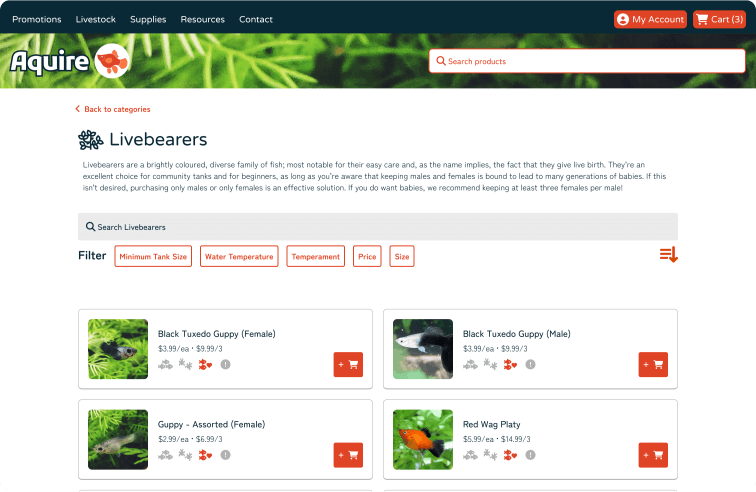 Promotions Livestock Supplies Resources Contact My Account Cart (3)
Aquire
Search products
Back to categories
Livebearers
Livebearers are a brightly coloured, diverse family of fish; most notable for their easy care and, as the name implies, the fact that they give live birth. They're an
excellent choice for community tanks and for beginners, as long as you're aware that keeping males and females is bound to lead to many generations of babies. If this
isn't desired, purchasing only males or only females is an effective solution. If you do want babies, we recommend keeping at least three females per male!
Search Livebearers
Filter Minimum Tank Size Water Temperature Temperament Price Size
Black Tuxedo Guppy (Female)
$3.99/ea • $9.99/3
+
Black Tuxedo Guppy (Male)
$3.99/ea • $9.99/3
+
Guppy - Assorted (Female)
$2.99/ea • $6.99/3
+
Red Wag Platy
$5.99/ea • $14.99/3
+